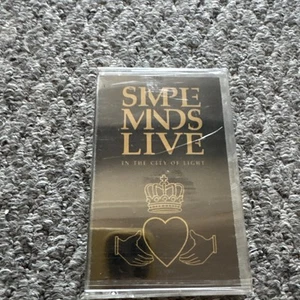 SIMPLE
MINDS
LIVE
IN THE CITY OF LIGHT